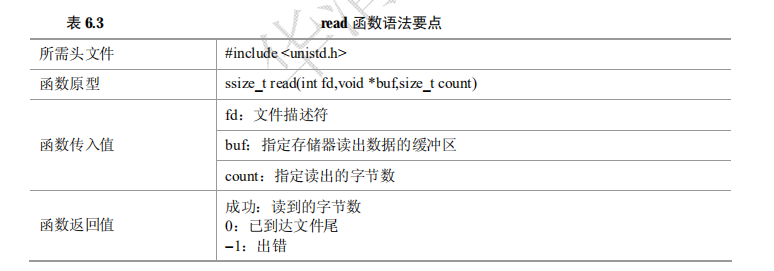 表 6.3 read 函数语法要点
所需头文件 #include <unistd.h>
函数原型 ssize_t read(int fd,void *buf,size_t count)
函数传入值
fd：文件描述符
buf：指定存储器读出数据的缓冲区
count：指定读出的字节数
函数返回值
成功：读到的字节数
0：已到达文件尾
−1：出错